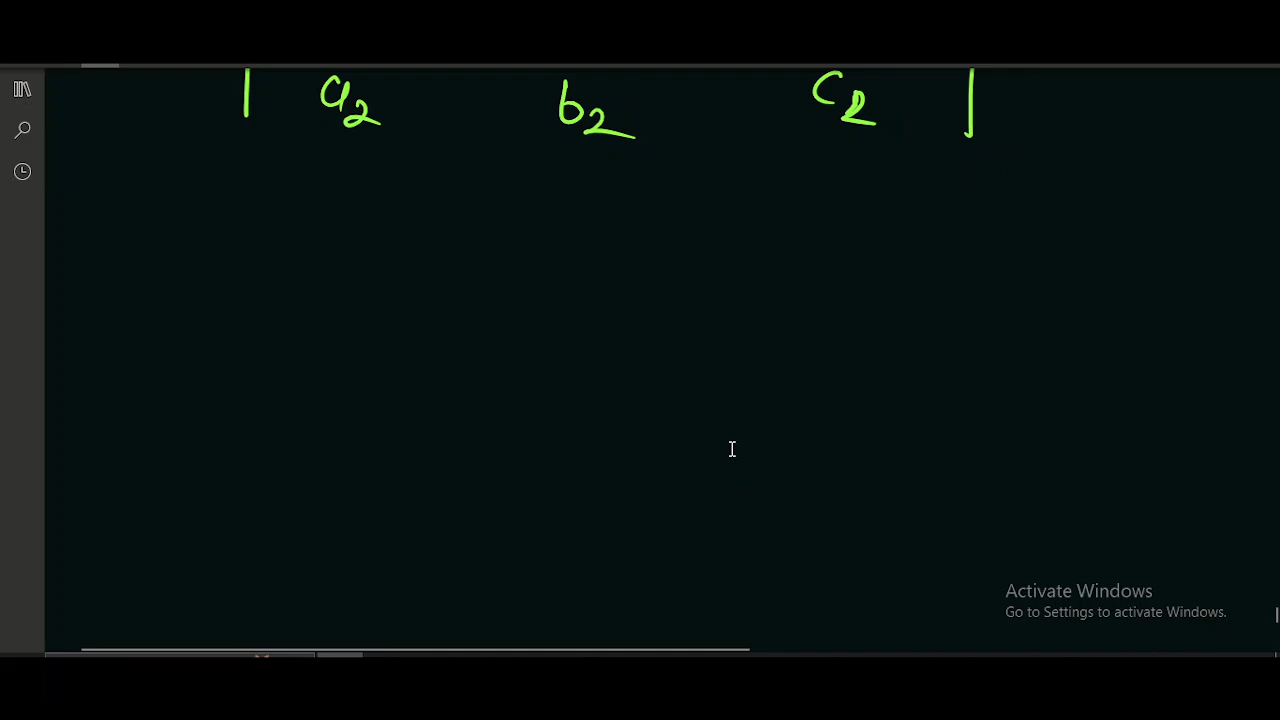 | a₂ b₂ c₂ |
Activate Windows
Go to Settings to activate Windows.